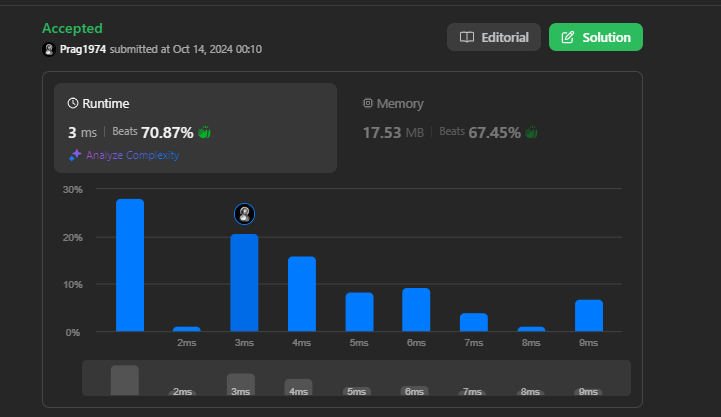 Accepted
Editorial
Solution
Prag1974 submitted at Oct 14, 2024 00:10
Runtime
Memory
3 ms | Beats 70.87%
17.53 MB | Beats 67.45%
Analyze Complexity
30%
20%
10%
0%
2ms 3ms 4ms 5ms 6ms 7ms 8ms 9ms
2ms 3ms 4ms 5ms 6ms 7ms 8ms 9ms